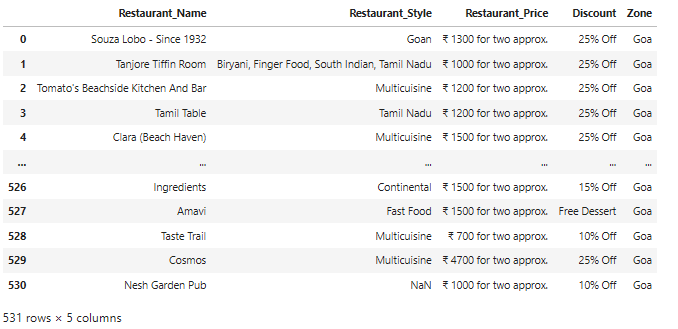 Restaurant_Name Restaurant_Style Restaurant_Price Discount Zone
0 Souza Lobo - Since 1932 Goan ₹ 1300 for two approx. 25% Off Goa
1 Tanjore Tiffin Room Biryani, Finger Food, South Indian, Tamil Nadu ₹ 1000 for two approx. 25% Off Goa
2 Tomato's Beachside Kitchen And Bar Multicuisine ₹ 1200 for two approx. 25% Off Goa
3 Tamil Table Tamil Nadu ₹ 1200 for two approx. 25% Off Goa
4 Clara (Beach Haven) Multicuisine ₹ 1500 for two approx. 25% Off Goa
... ... ... ... ... ...
526 Ingredients Continental ₹ 1500 for two approx. 15% Off Goa
527 Amavi Fast Food ₹ 1500 for two approx. Free Dessert Goa
528 Taste Trail Multicuisine ₹ 700 for two approx. 10% Off Goa
529 Cosmos Multicuisine ₹ 4700 for two approx. 25% Off Goa
530 Nesh Garden Pub NaN ₹ 1000 for two approx. 10% Off Goa
531 rows × 5 columns